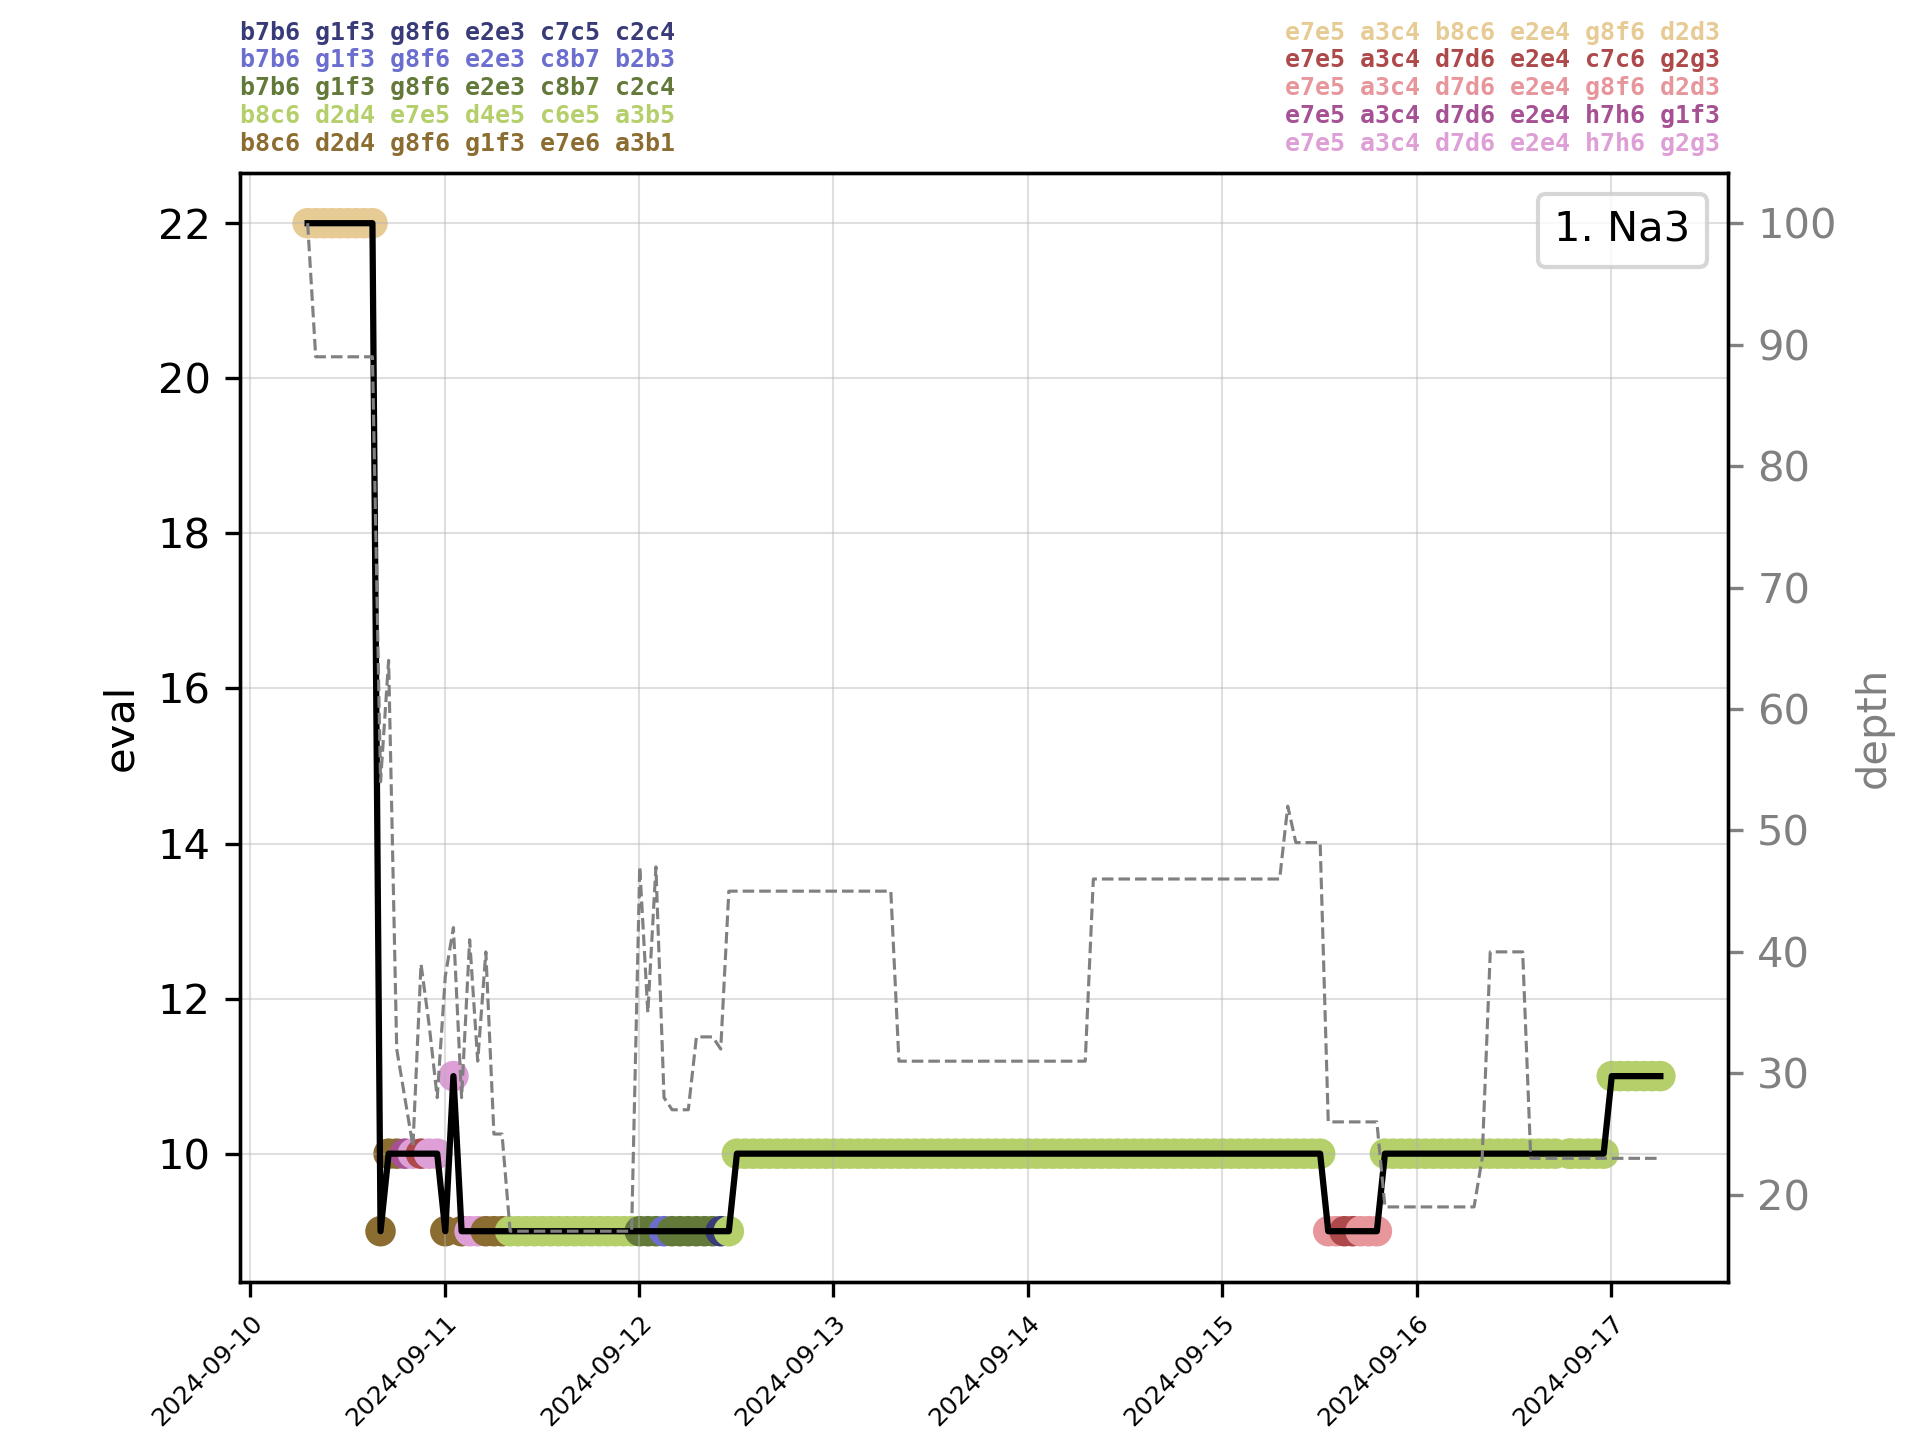 b7b6 g1f3 g8f6 e2e3 c7c5 c2c4
b7b6 g1f3 g8f6 e2e3 c8b7 b2b3
b7b6 g1f3 g8f6 e2e3 c8b7 c2c4
b8c6 d2d4 e7e5 d4e5 c6e5 a3b5
b8c6 d2d4 g8f6 g1f3 e7e6 a3b1
e7e5 a3c4 b8c6 e2e4 g8f6 d2d3
e7e5 a3c4 d7d6 e2e4 c7c6 g2g3
e7e5 a3c4 d7d6 e2e4 g8f6 d2d3
e7e5 a3c4 d7d6 e2e4 h7h6 g1f3
e7e5 a3c4 d7d6 e2e4 h7h6 g2g3
1. Na3
eval
22
20
18
16
14
12
10
100
90
80
70
60
50
40
30
20
depth
2024-09-10
2024-09-11
2024-09-12
2024-09-13
2024-09-14
2024-09-15
2024-09-16
2024-09-17